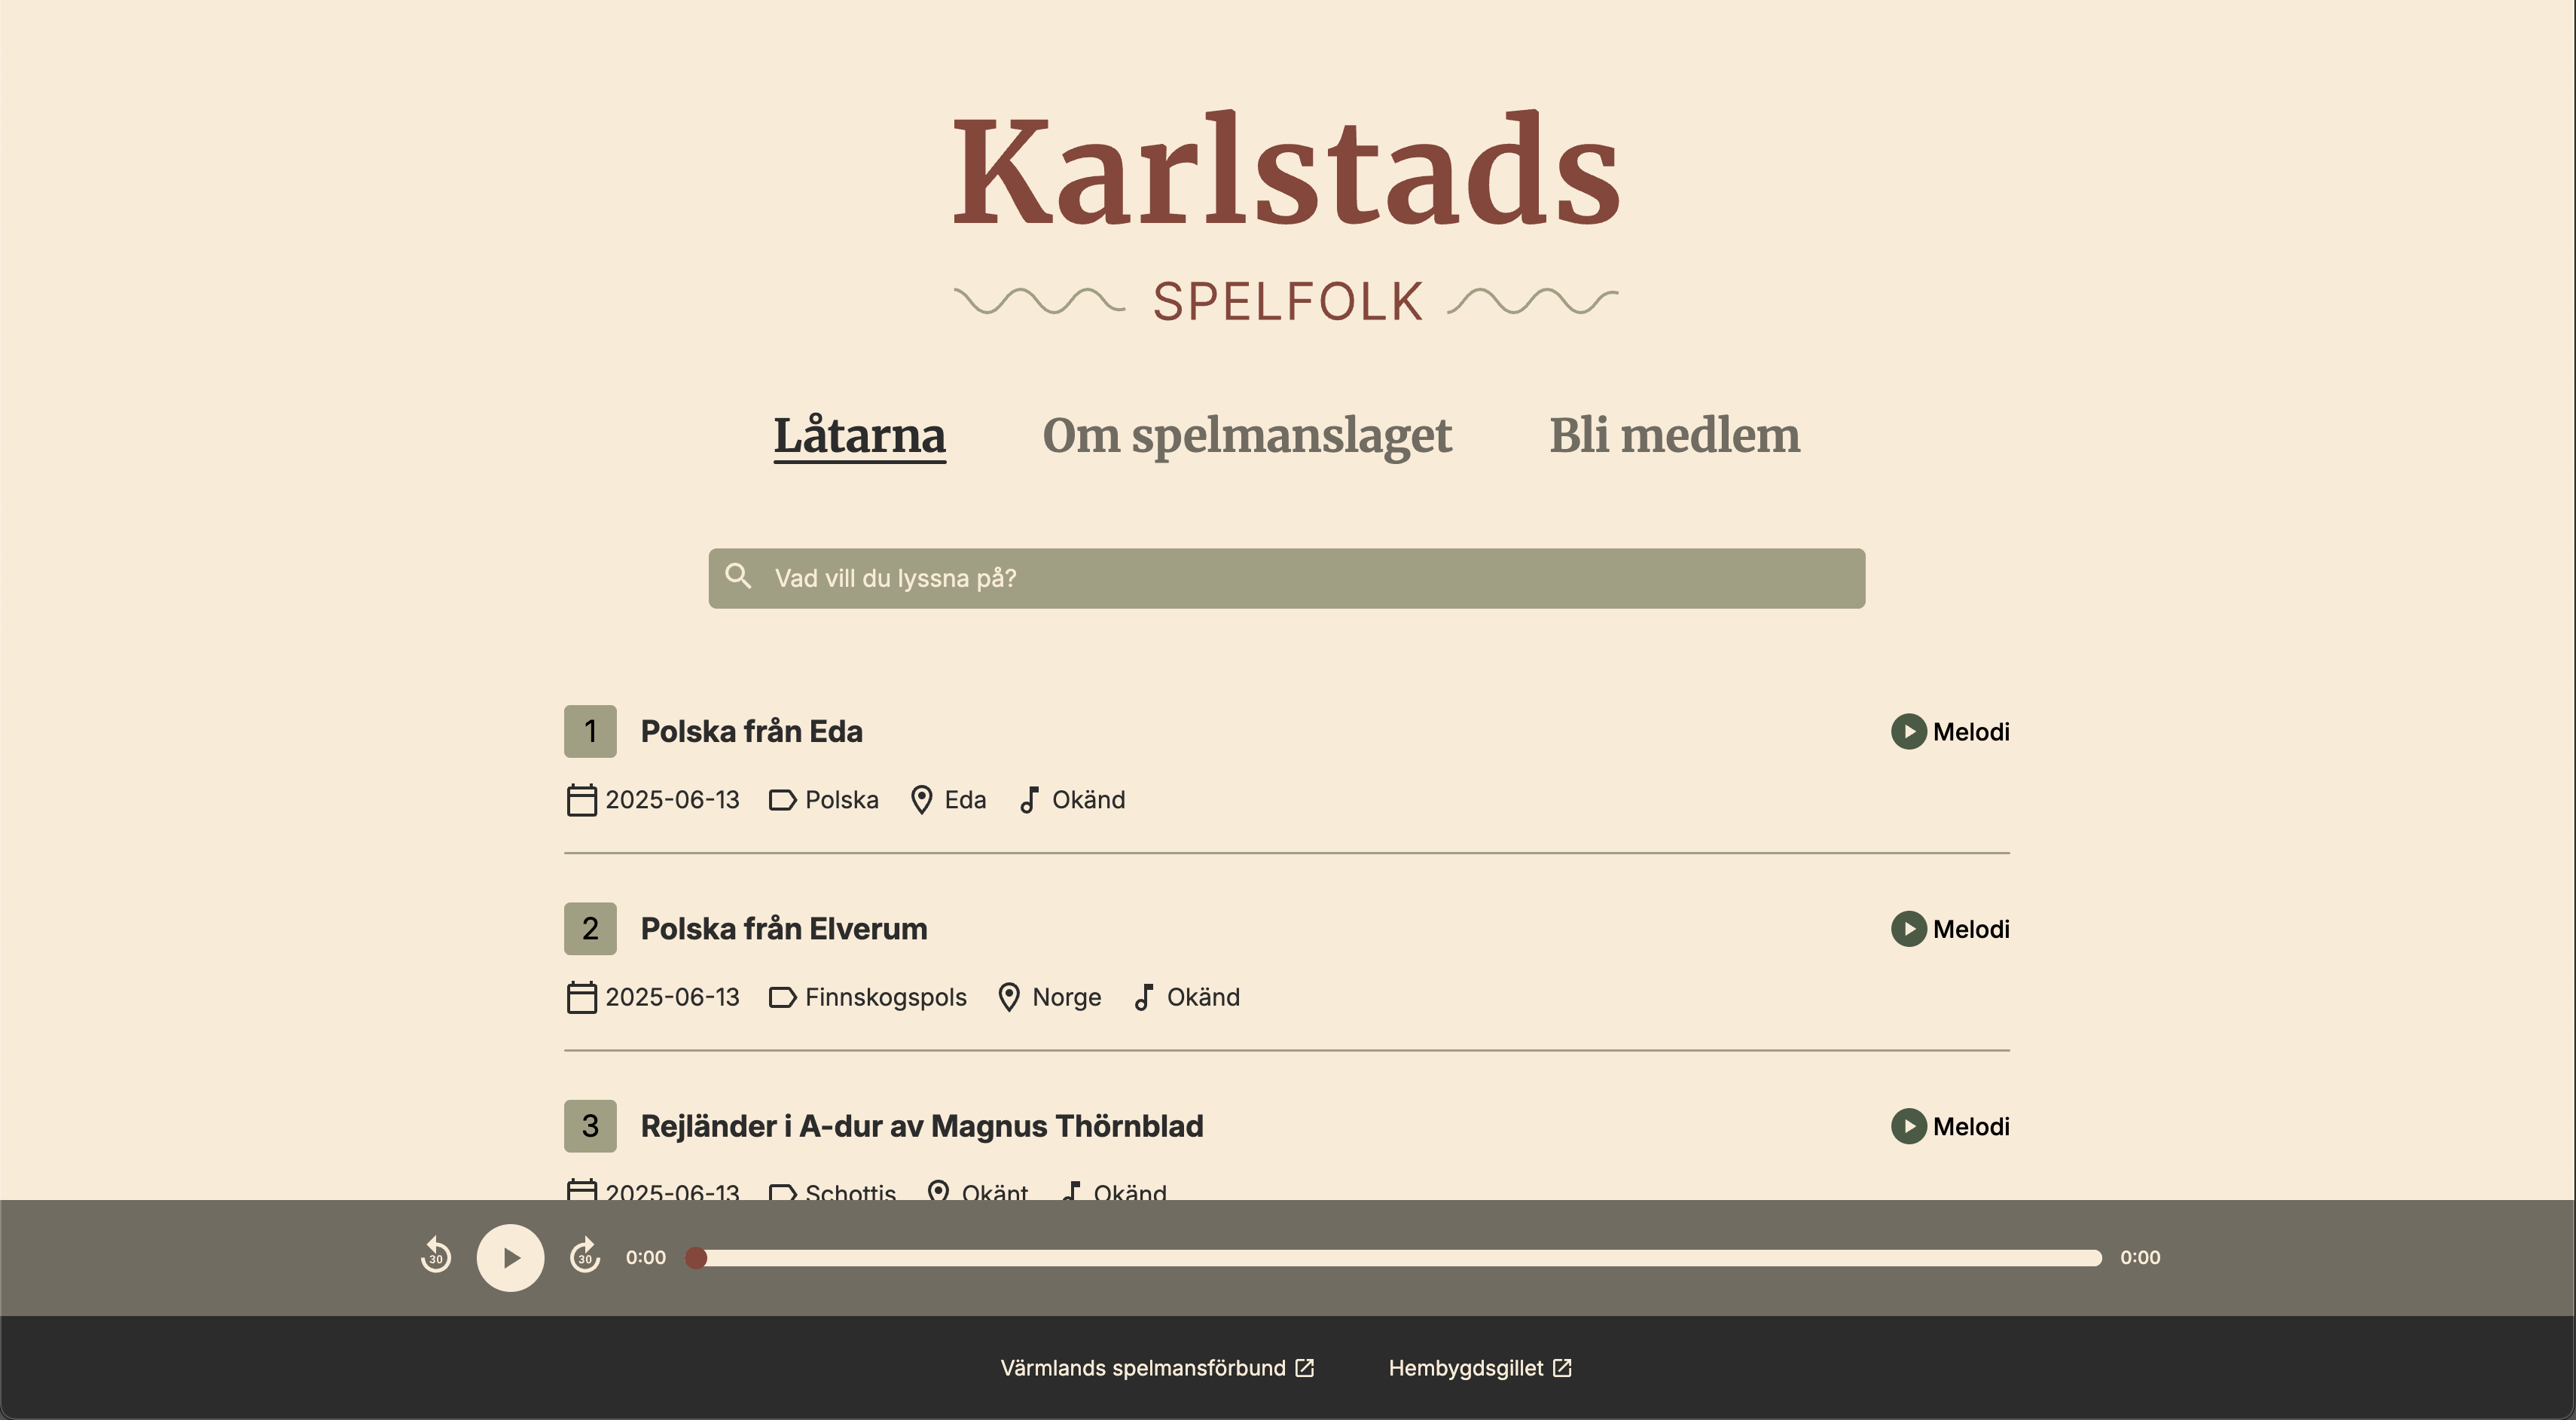 Karlstads
SPELFOLK
Låtarna Om spelmanslaget Bli medlem
Vad vill du lyssna på?
1 Polska från Eda Melodi
2025-06-13 Polska Eda Okänd
2 Polska från Elverum Melodi
2025-06-13 Finnskogspols Norge Okänd
3 Rejländer i A-dur av Magnus Thörnblad Melodi
2025-06-13 Schottis Okänt Okänd
30 30 0:00 0:00
Värmlands spelmansförbund Hembygdsgillet